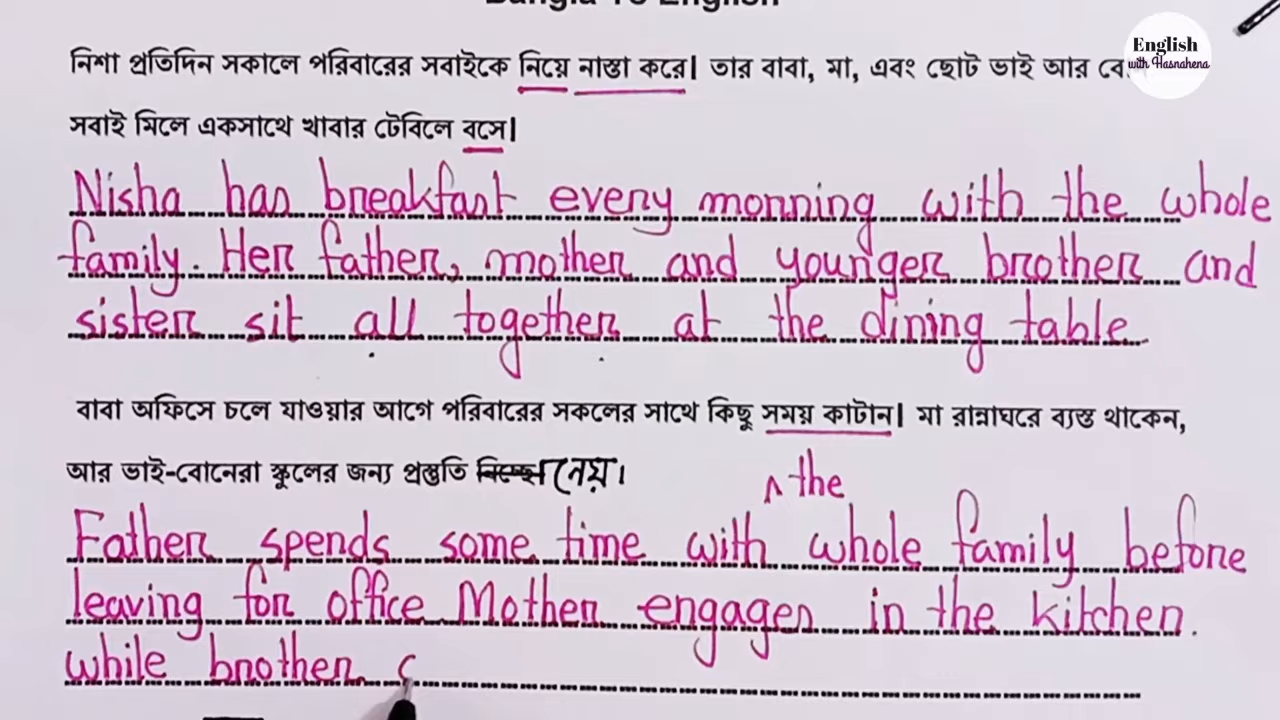 Bangla To English
English
with Hasnahena
নিশা প্রতিদিন সকালে পরিবারের সবাইকে নিয়ে নাস্তা করে। তার বাবা, মা, এবং ছোট ভাই আর
সবাই মিলে একসাথে খাবার টেবিলে বসে।
Nisha has breakfast every morning with the whole
family. Her father, mother and younger brother and
sister sit all together at the dining table
বাবা অফিসে চলে যাওয়ার আগে পরিবারের সকলের সাথে কিছু সময় কাটান। মা রান্নাঘরে ব্যস্ত থাকেন,
আর ভাই-বোনেরা স্কুলের জন্য প্রস্তুতি নিচ্ছে নেয়।
^ the
Father spends some time with whole family before
leaving for office Mother engages in the kitchen.
while brother